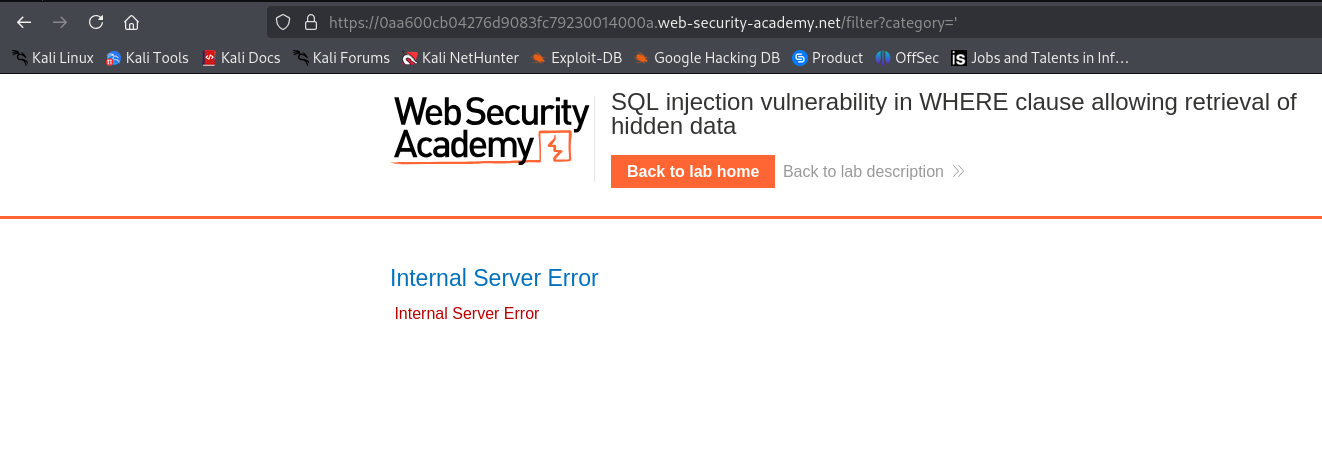 https://0aa600cb04276d9083fc79230014000a.web-security-academy.net/filter?category='
Kali Linux Kali Tools Kali Docs Kali Forums Kali NetHunter Exploit-DB Google Hacking DB Product OffSec Jobs and Talents in Inf…
Web Security
Academy
SQL injection vulnerability in WHERE clause allowing retrieval of
hidden data
Back to lab home Back to lab description
Internal Server Error
Internal Server Error